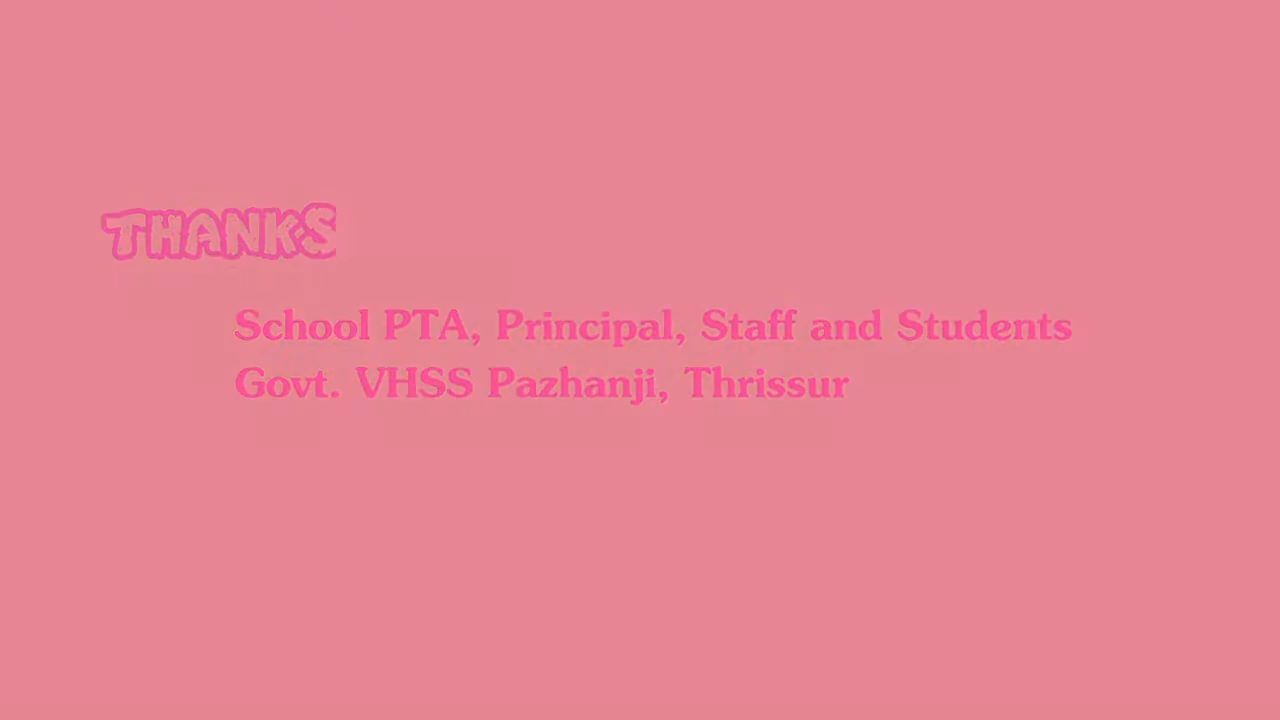 THANKS
School PTA, Principal, Staff and Students
Govt. VHSS Pazhanji, Thrissur